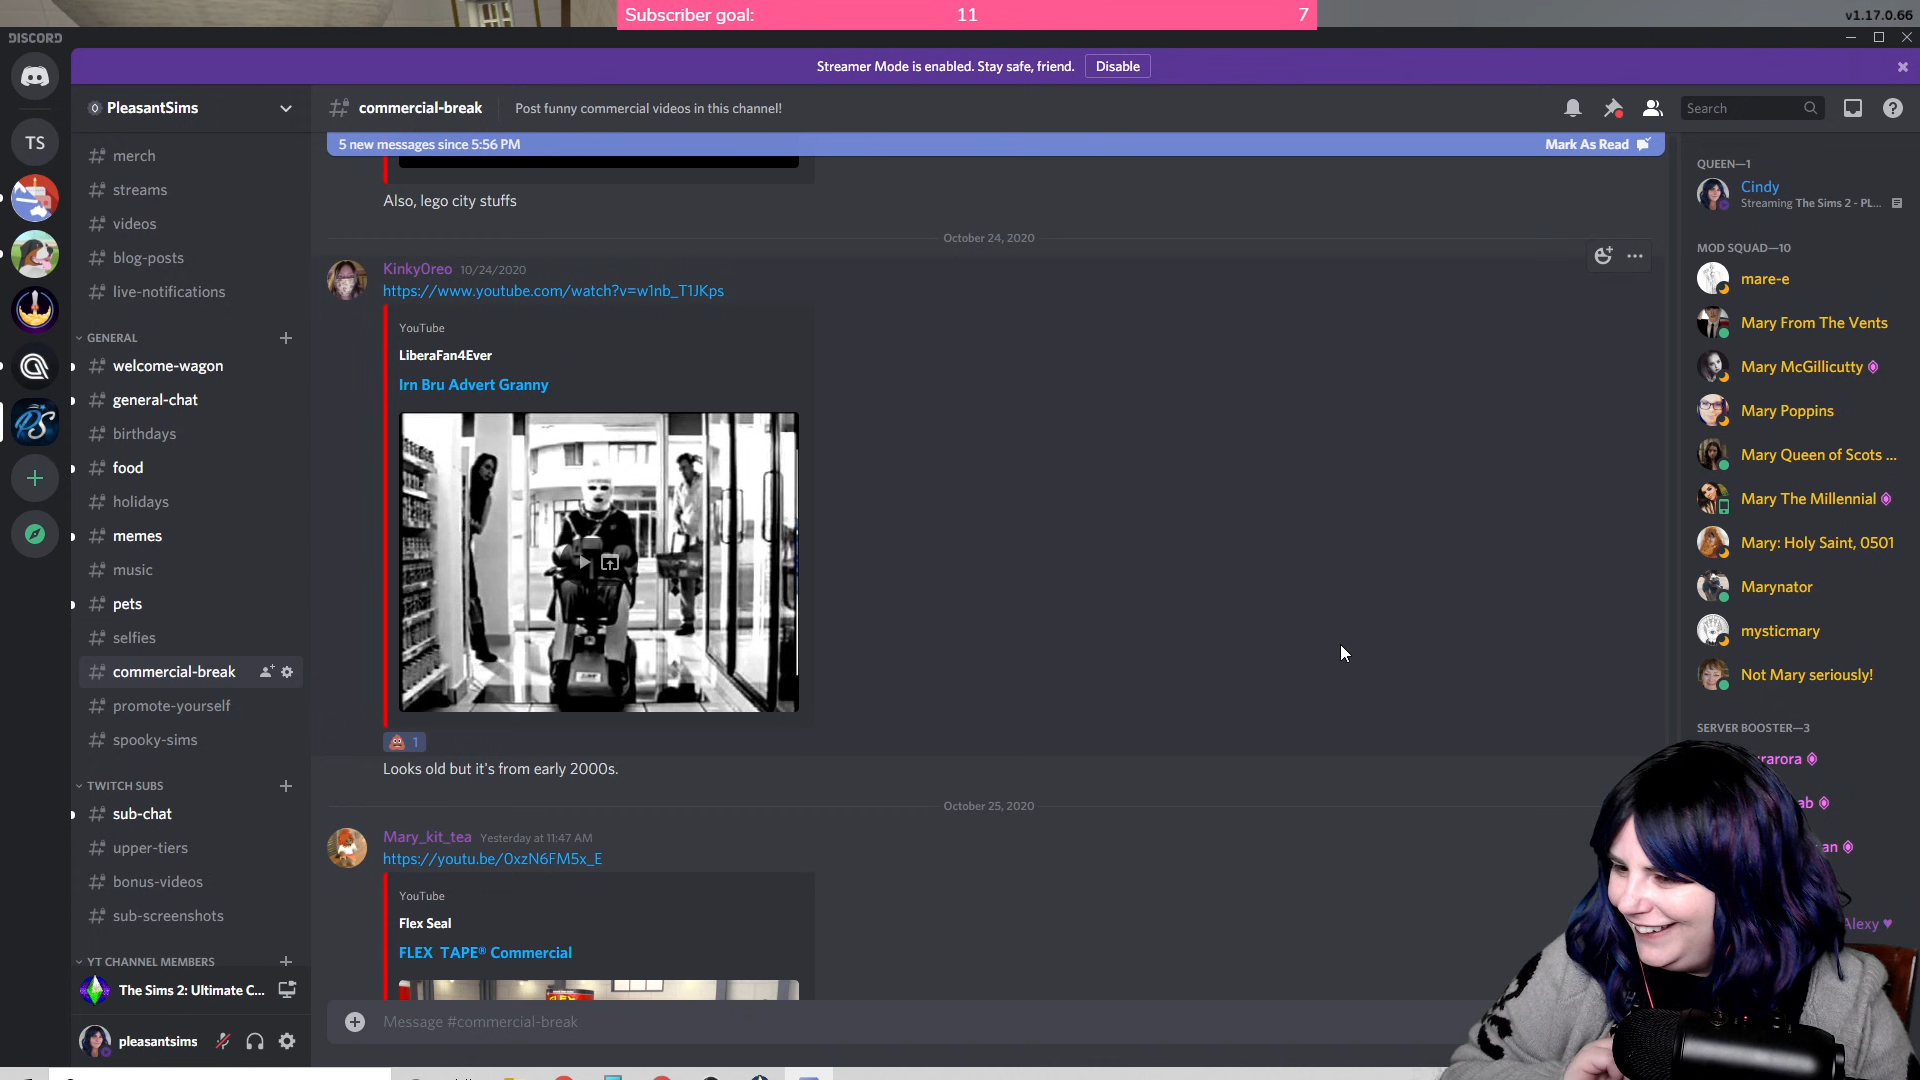 Subscriber goal: 11 7
v1.17.0.66
DISCORD
Streamer Mode is enabled. Stay safe, friend. Disable
PleasantSims
commercial-break Post funny commercial videos in this channel!
Search
5 new messages since 5:56 PM Mark As Read
TS
merch
streams
videos
blog-posts
live-notifications
GENERAL
welcome-wagon
general-chat
birthdays
food
holidays
memes
music
pets
selfies
commercial-break
promote-yourself
spooky-sims
TWITCH SUBS
sub-chat
upper-tiers
bonus-videos
sub-screenshots
YT CHANNEL MEMBERS
The Sims 2: Ultimate C...
pleasantsims
Also, lego city stuffs
October 24, 2020
KinkyOreo 10/24/2020
https://www.youtube.com/watch?v=w1nb_T1JKps
YouTube
LiberaFan4Ever
Irn Bru Advert Granny
1
Looks old but it's from early 2000s.
October 25, 2020
Mary_kit_tea Yesterday at 11:47 AM
https://youtu.be/0xzN6FM5x_E
YouTube
Flex Seal
FLEX TAPE® Commercial
Message #commercial-break
QUEEN—1
Cindy
Streaming The Sims 2 - PL...
MOD SQUAD—10
mare-e
Mary From The Vents
Mary McGillicutty
Mary Poppins
Mary Queen of Scots ...
Mary The Millennial
Mary: Holy Saint, 0501
Marynator
mysticmary
Not Mary seriously!
SERVER BOOSTER—3